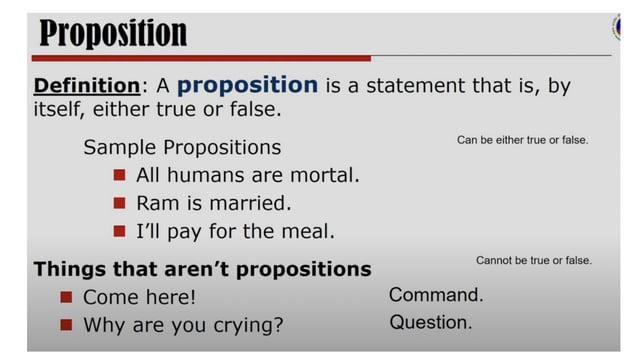 Proposition
Definition: A proposition is a statement that is, by
itself, either true or false.
Sample Propositions
Can be either true or false.
All humans are mortal.
Ram is married.
I'll pay for the meal.
Things that aren't propositions
Cannot be true or false.
Come here!
Command.
Why are you crying?
Question.